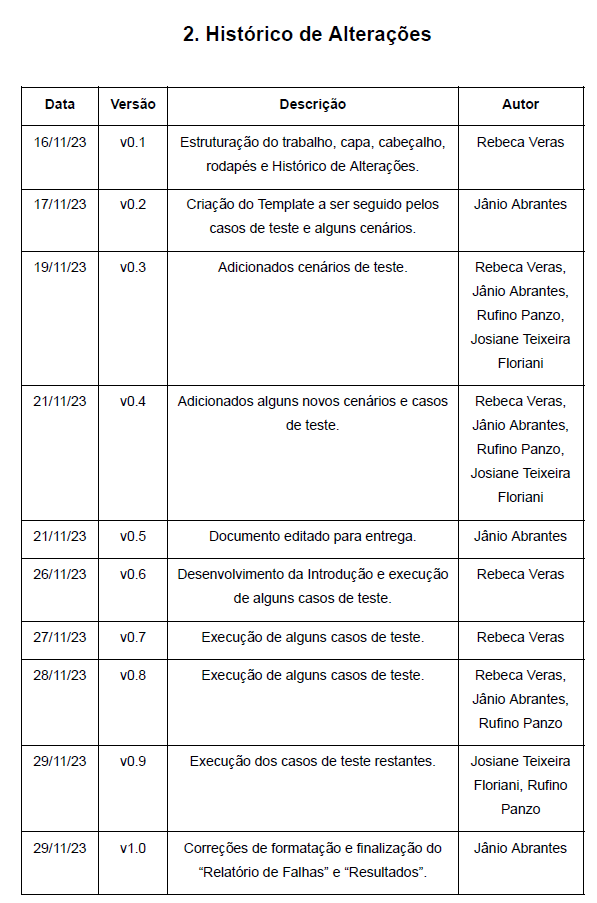 2. Histórico de Alterações
Data Versão Descrição Autor
16/11/23 v0.1 Estruturação do trabalho, capa, cabeçalho, Rebeca Veras
rodapés e Histórico de Alterações.
17/11/23 v0.2 Criação do Template a ser seguido pelos Jânio Abrantes
casos de teste e alguns cenários.
19/11/23 v0.3 Adicionados cenários de teste. Rebeca Veras,
Jânio Abrantes,
Rufino Panzo,
Josiane Teixeira
Floriani
21/11/23 v0.4 Adicionados alguns novos cenários e casos Rebeca Veras,
de teste. Jânio Abrantes,
Rufino Panzo,
Josiane Teixeira
Floriani
21/11/23 v0.5 Documento editado para entrega. Jânio Abrantes
26/11/23 v0.6 Desenvolvimento da Introdução e execução Rebeca Veras
de alguns casos de teste.
27/11/23 v0.7 Execução de alguns casos de teste. Rebeca Veras
28/11/23 v0.8 Execução de alguns casos de teste. Rebeca Veras,
Jânio Abrantes,
Rufino Panzo
29/11/23 v0.9 Execução dos casos de teste restantes. Josiane Teixeira
Floriani, Rufino
Panzo
29/11/23 v1.0 Correções de formatação e finalização do Jânio Abrantes
“Relatório de Falhas” e “Resultados”.